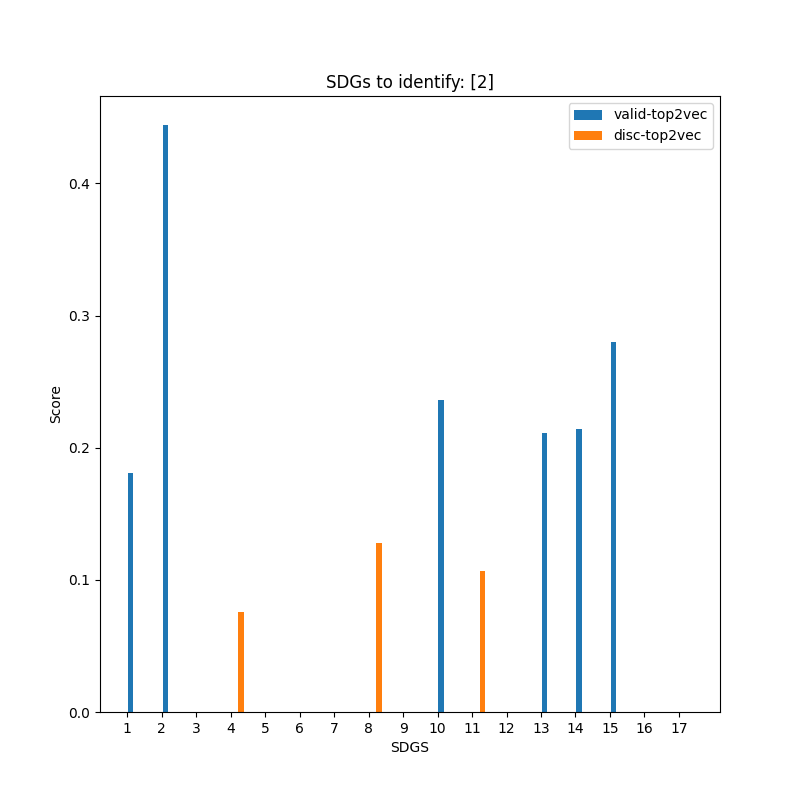 SDGs to identify: [2]
valid-top2vec
disc-top2vec
Score
0.4
0.3
0.2
0.1
0.0
1 2 3 4 5 6 7 8 9 10 11 12 13 14 15 16 17
SDGS